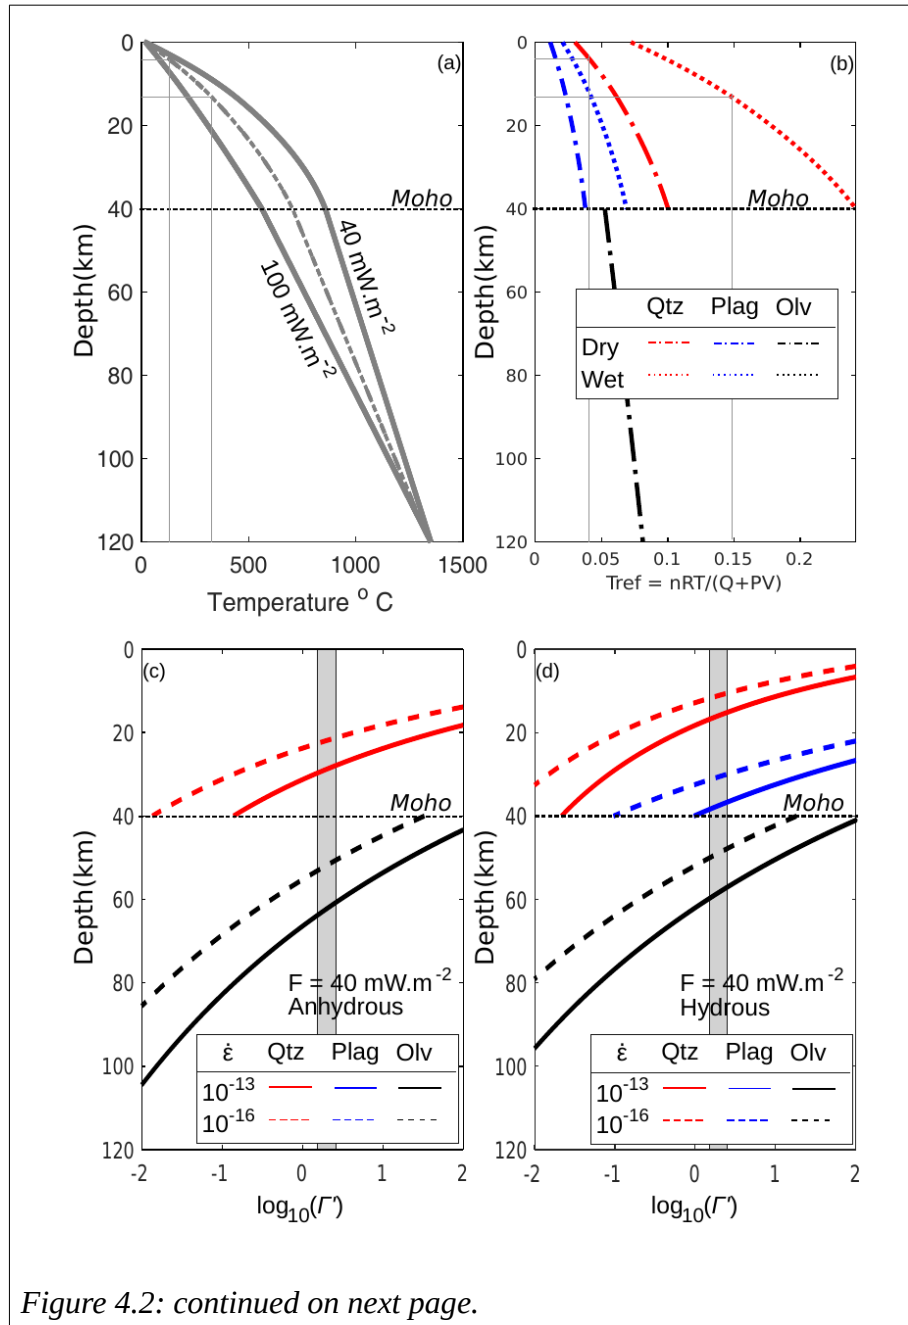 (a)
0
20
40
60
80
100
120
Depth(km)
Moho
40 mW.m-2
100 mW.m-2
0
500
1000
1500
Temperature o C
(b)
0
20
40
60
80
100
120
Depth(km)
Moho
Qtz Plag Olv
Dry
Wet
0
0.05
0.1
0.15
0.2
Tref = nRT/(Q+PV)
(c)
0
20
40
60
80
100
120
Depth(km)
Moho
F = 40 mW.m-2
Anhydrous
ε̇ Qtz Plag Olv
10-13
10-16
-2
-1
0
1
2
log10(Γ')
(d)
0
20
40
60
80
100
120
Depth(km)
Moho
F = 40 mW.m-2
Hydrous
ε̇ Qtz Plag Olv
10-13
10-16
-2
-1
0
1
2
log10(Γ')
Figure 4.2: continued on next page.